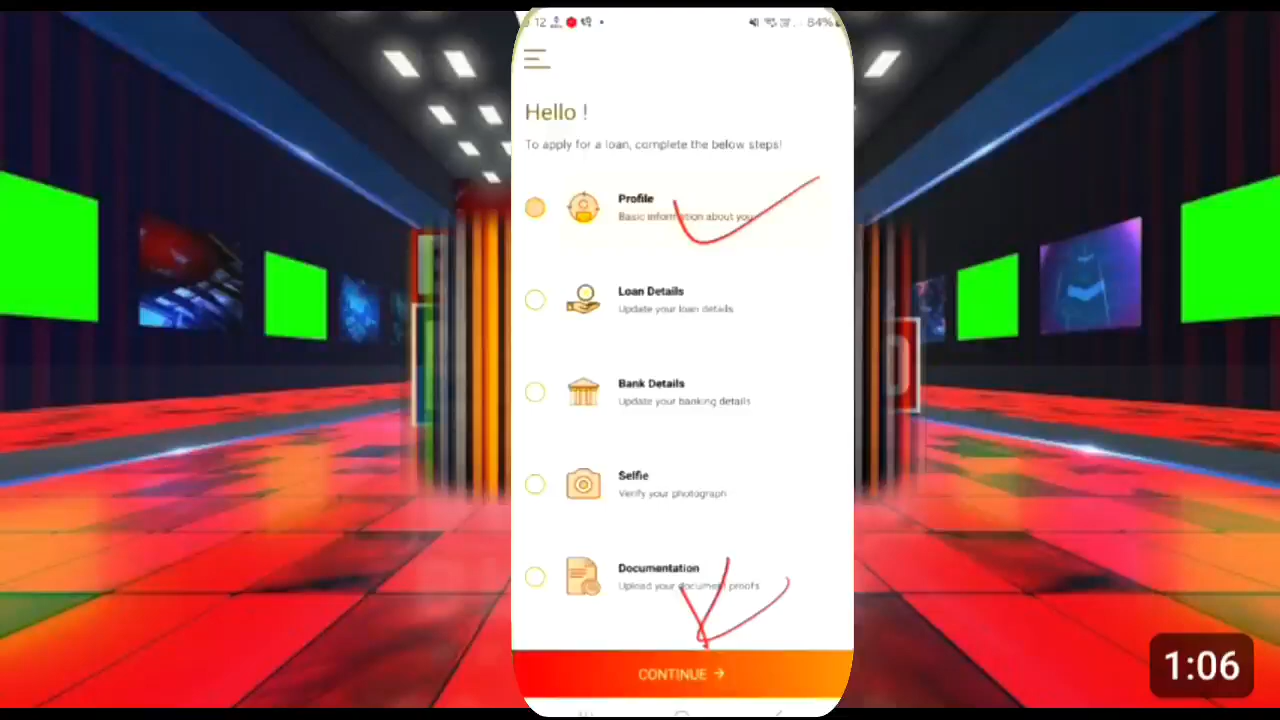 12
84%
Hello !
To apply for a loan, complete the below steps!
Profile
Basic information about you
Loan Details
Update your loan details
Bank Details
Update your banking details
Selfie
Verify your photograph
Documentation
Upload your document proofs
CONTINUE →
1:06